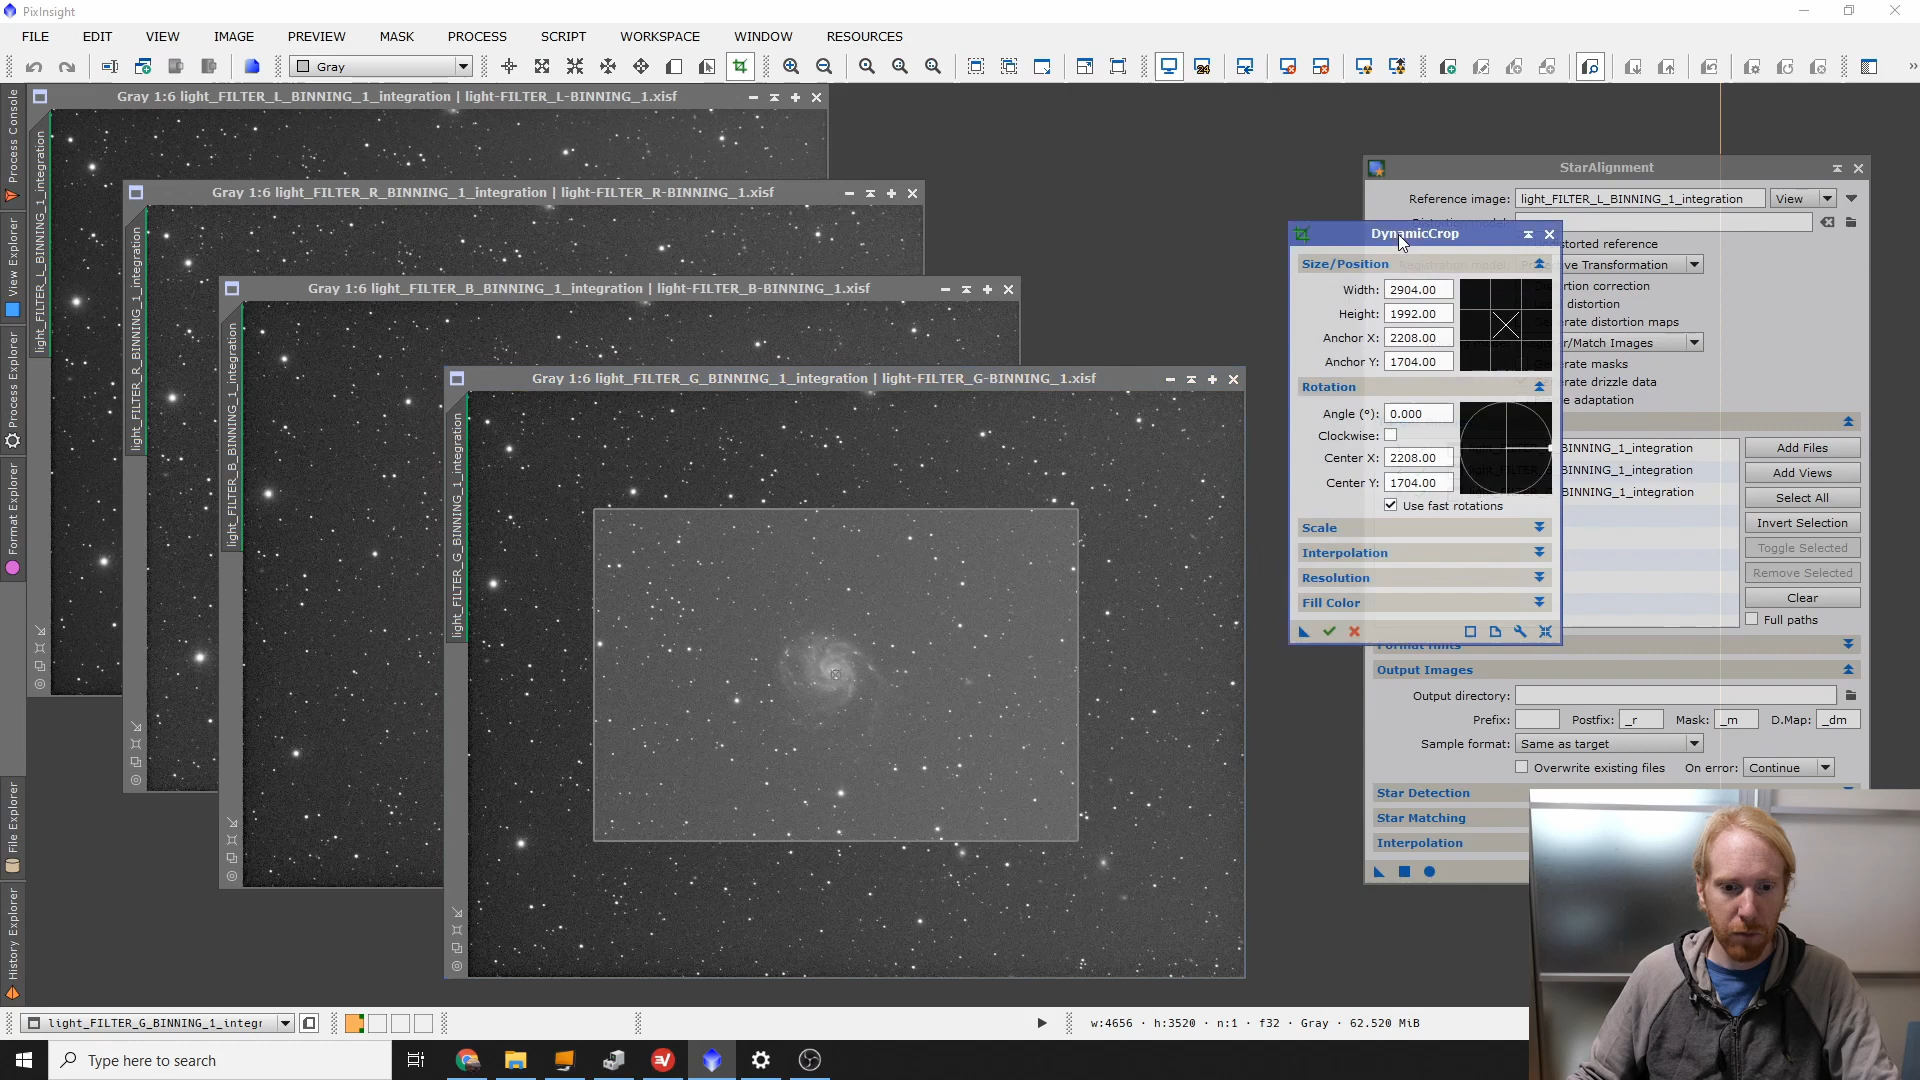 PixInsight
FILE EDIT VIEW IMAGE PREVIEW MASK PROCESS SCRIPT WORKSPACE WINDOW RESOURCES
Gray
24
Process Console
View Explorer
Process Explorer
Format Explorer
File Explorer
History Explorer
Gray 1:6 light_FILTER_L_BINNING_1_integration | light-FILTER_L-BINNING_1.xisf
light_FILTER_L_BINNING_1_integration
Gray 1:6 light_FILTER_R_BINNING_1_integration | light-FILTER_R-BINNING_1.xisf
light_FILTER_R_BINNING_1_integration
Gray 1:6 light_FILTER_B_BINNING_1_integration | light-FILTER_B-BINNING_1.xisf
light_FILTER_B_BINNING_1_integration
Gray 1:6 light_FILTER_G_BINNING_1_integration | light-FILTER_G-BINNING_1.xisf
light_FILTER_G_BINNING_1_integration
DynamicCrop
Size/Position
Width: 2904.00
Height: 1992.00
Anchor X: 2208.00
Anchor Y: 1704.00
Rotation
Angle (°): 0.000
Clockwise:
Center X: 2208.00
Center Y: 1704.00
Use fast rotations
Scale
Interpolation
Resolution
Fill Color
StarAlignment
Reference image: light_FILTER_L_BINNING_1_integration View
storted reference
ve Transformation
ortion correction
distortion
erate distortion maps
r/Match Images
erate masks
erate drizzle data
e adaptation
BINNING_1_integration Add Files
BINNING_1_integration Add Views
BINNING_1_integration Select All
Invert Selection
Toggle Selected
Remove Selected
Clear
Full paths
Format Hints
Output Images
Output directory:
Prefix: Postfix: _r Mask: _m D.Map: _dm
Sample format: Same as target
Overwrite existing files On error: Continue
Star Detection
Star Matching
Interpolation
light_FILTER_G_BINNING_1_integr
w:4656 · h:3520 · n:1 · f32 · Gray · 62.520 MiB
Type here to search